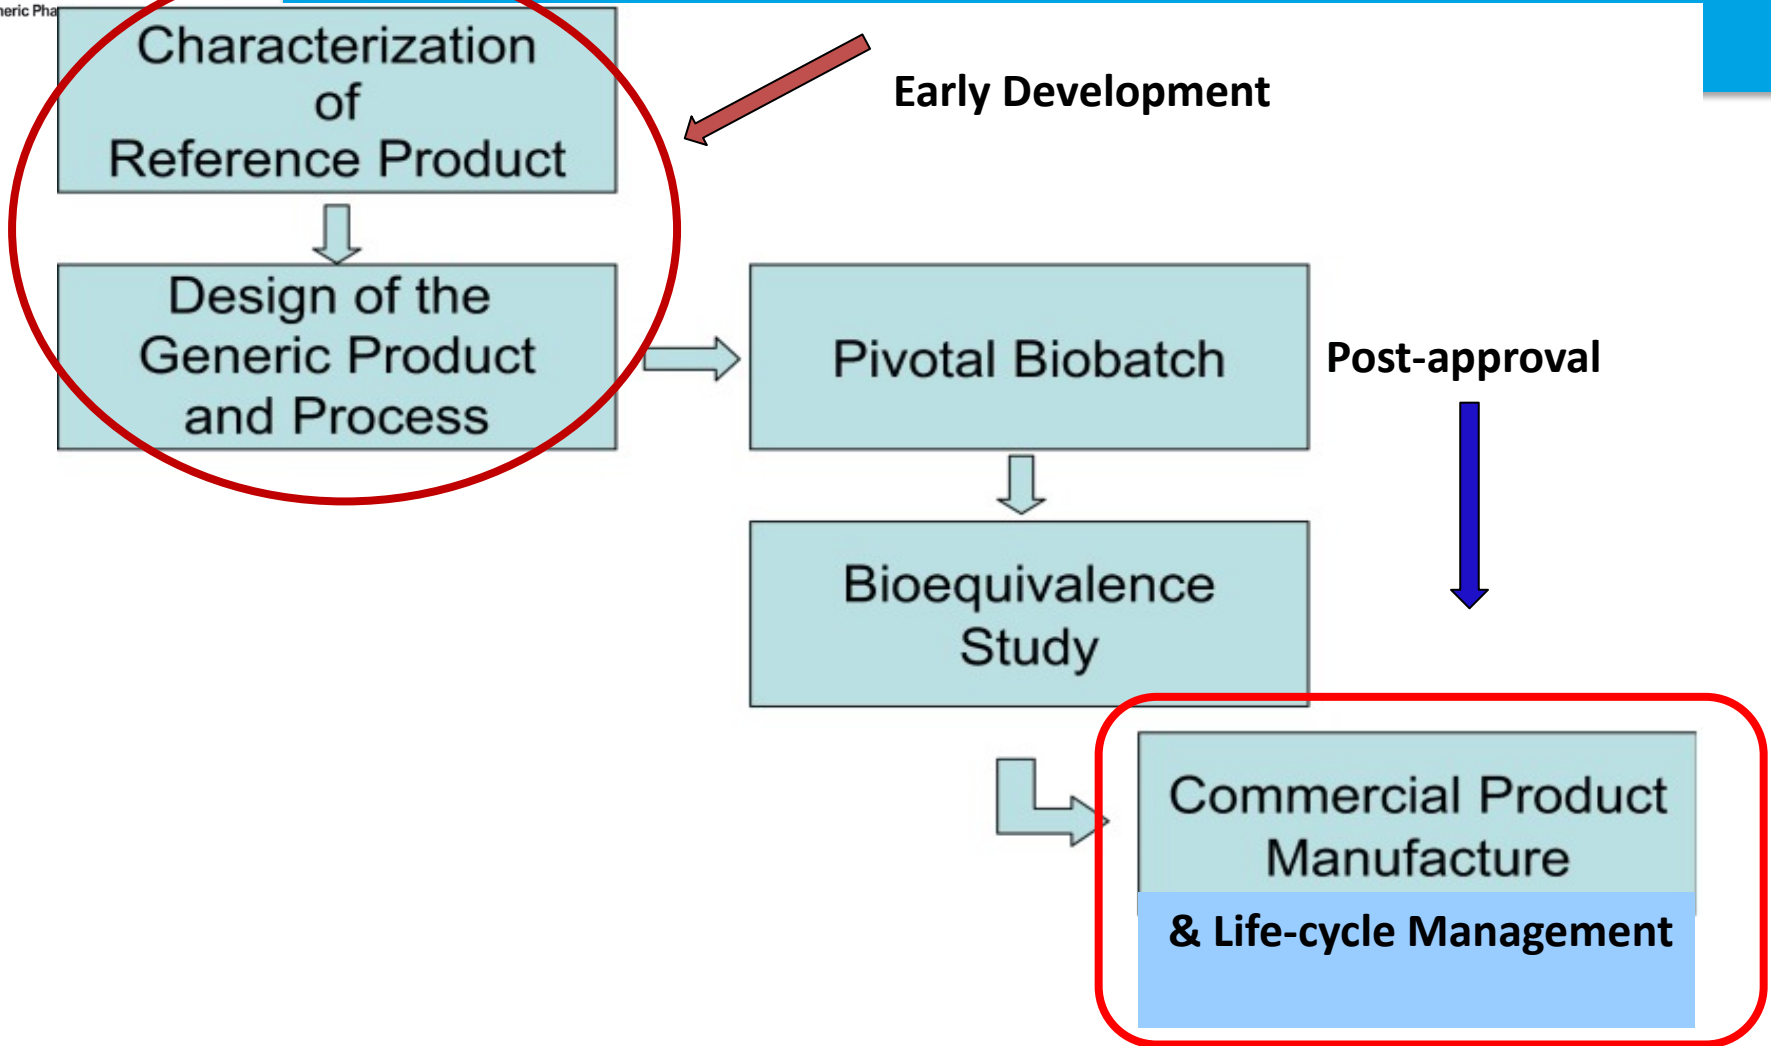 Characterization
of
Reference Product
Early Development
Design of the
Generic Product
and Process
Pivotal Biobatch
Post-approval
Bioequivalence
Study
Commercial Product
Manufacture
& Life-cycle Management